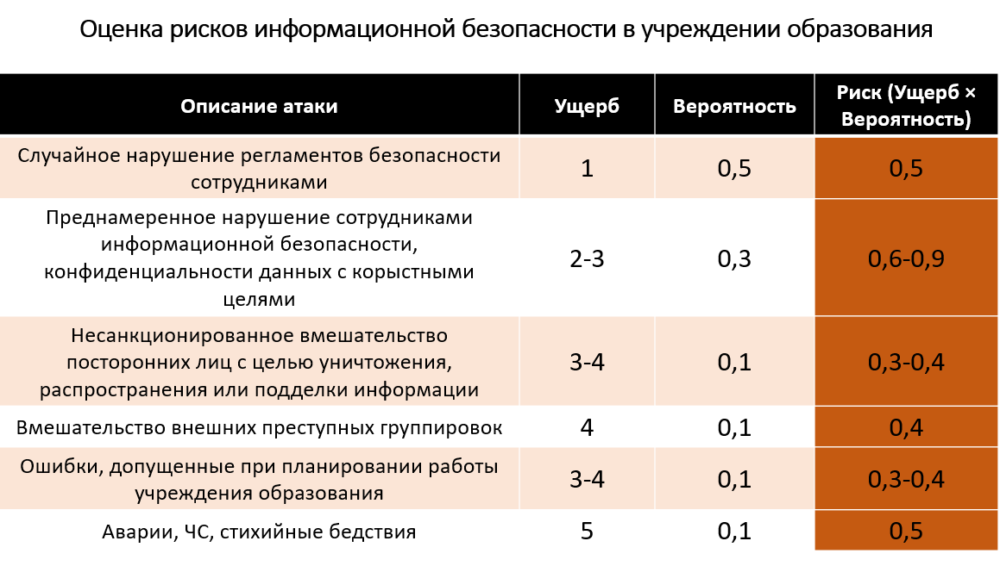 Оценка рисков информационной безопасности в учреждении образования
Описание атаки
Ущерб
Вероятность
Риск (Ущерб ×
Вероятность)
Случайное нарушение регламентов безопасности
сотрудниками
1
0,5
0,5
Преднамеренное нарушение сотрудниками
информационной безопасности,
конфиденциальности данных с корыстными
целями
2-3
0,3
0,6-0,9
Несанкционированное вмешательство
посторонних лиц с целью уничтожения,
распространения или подделки информации
3-4
0,1
0,3-0,4
Вмешательство внешних преступных группировок
4
0,1
0,4
Ошибки, допущенные при планировании работы
учреждения образования
3-4
0,1
0,3-0,4
Аварии, ЧС, стихийные бедствия
5
0,1
0,5